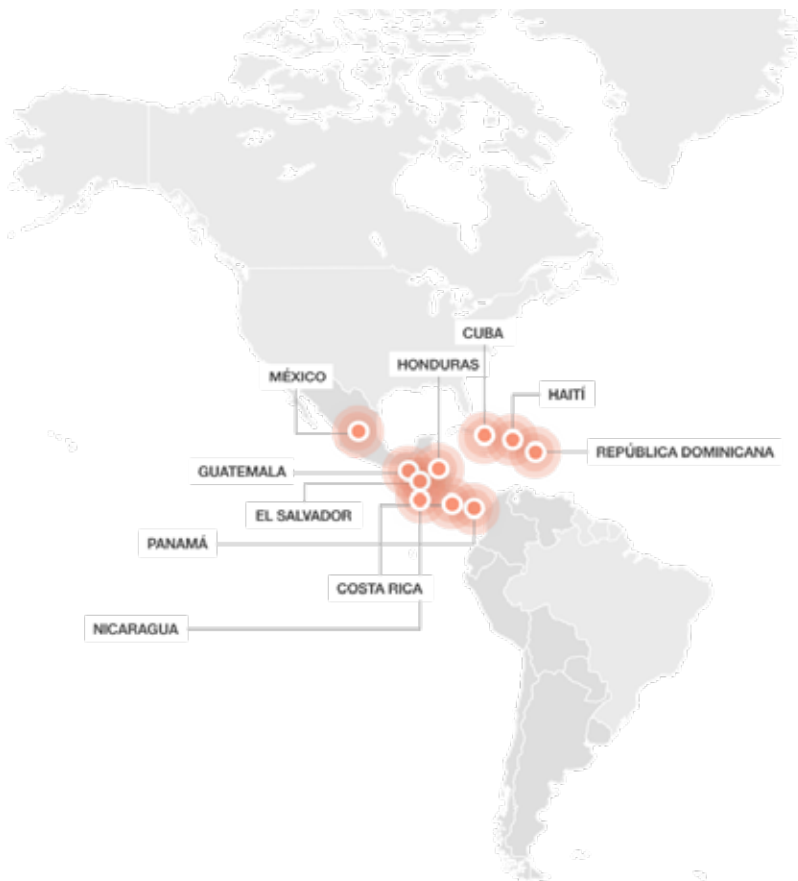 CUBA
HONDURAS
MÉXICO
HAITÍ
REPÚBLICA DOMINICANA
GUATEMALA
EL SALVADOR
PANAMÁ
COSTA RICA
NICARAGUA